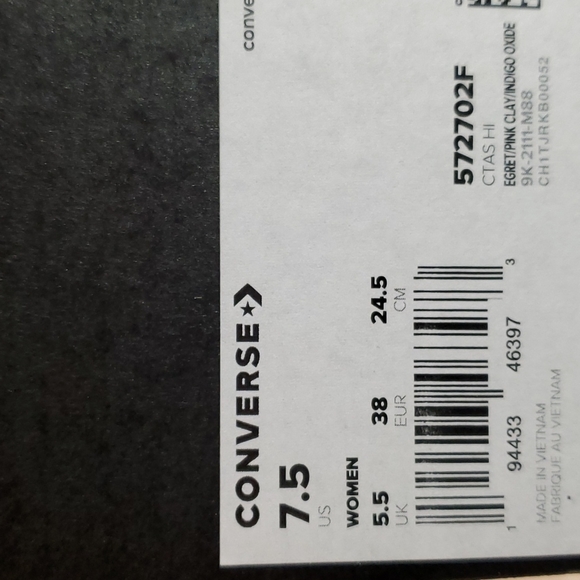 CONVERSE
7.5
US
WOMEN
5.5 38 24.5
UK EUR CM
1 94433 46397 3
MADE IN VIETNAM
FABRIQUE AU VIETNAM
conve
572702F
CTAS HI
EGRET/PINK CLAY/INDIGO OXIDE
9K-2111-M88
CH1TJRKB00052